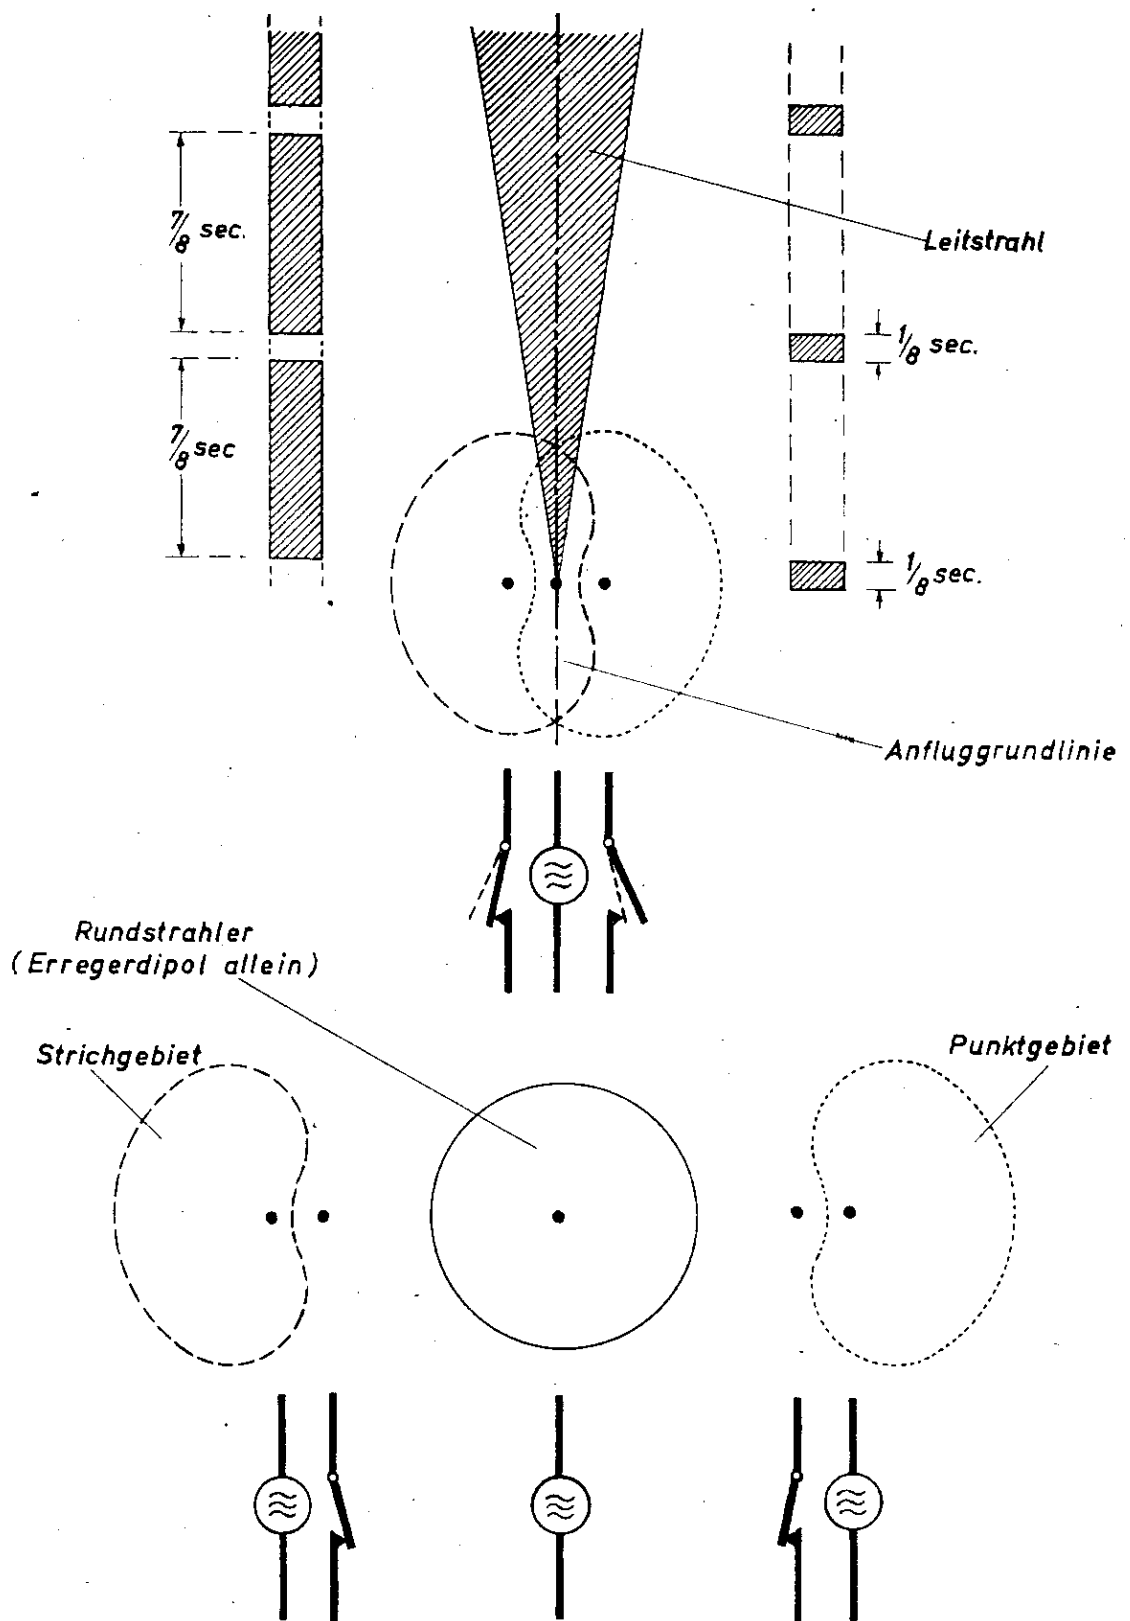 7/8 sec.
Leitstrahl
1/8 sec.
7/8 sec
1/8 sec.
Anfluggrundlinie
Rundstrahler
(Erregerdipol allein)
Strichgebiet
Punktgebiet